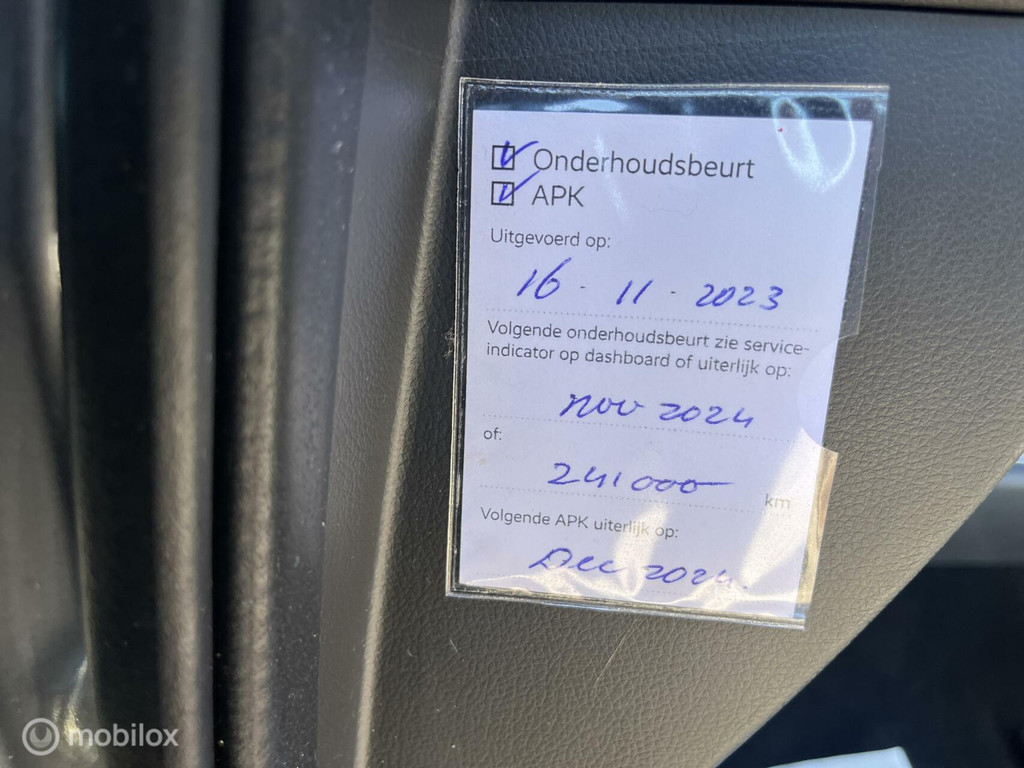 Onderhoudsbeurt
APK
Uitgevoerd op:
16 - 11 - 2023
Volgende onderhoudsbeurt zie service-
indicator op dashboard of uiterlijk op:
nov 2024
of:
241000 km
Volgende APK uiterlijk op:
Dec 2024.
mobilox